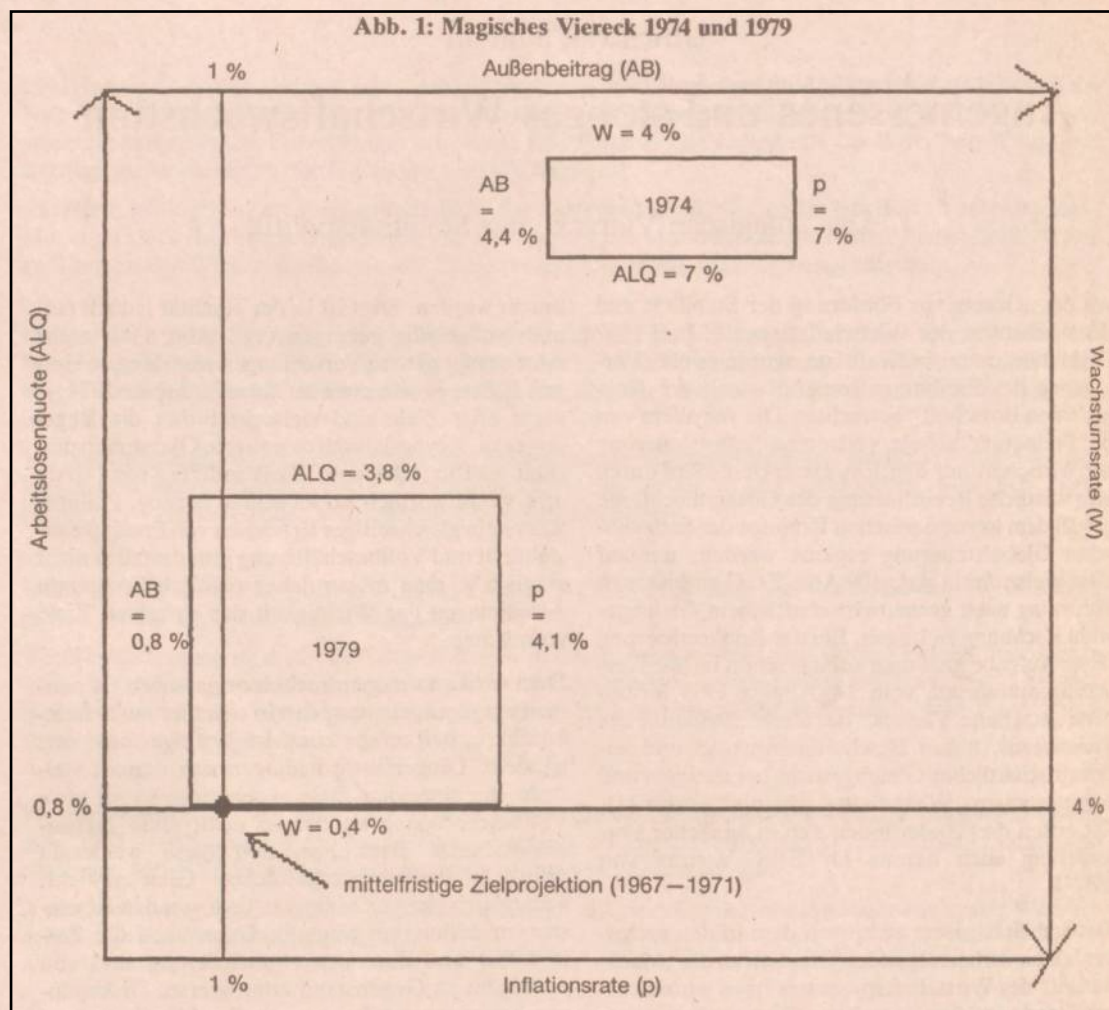 Abb. 1: Magisches Viereck 1974 und 1979
1 %
Außenbeitrag (AB)
W = 4 %
AB
=
4,4 %
1974
p
=
7 %
ALQ = 7 %
Arbeitslosenquote (ALQ)
Wachstumsrate (W)
ALQ = 3,8 %
AB
=
0,8 %
1979
p
=
4,1 %
0,8 %
4 %
W = 0,4 %
mittelfristige Zielprojektion (1967—1971)
1 %
Inflationsrate (p)